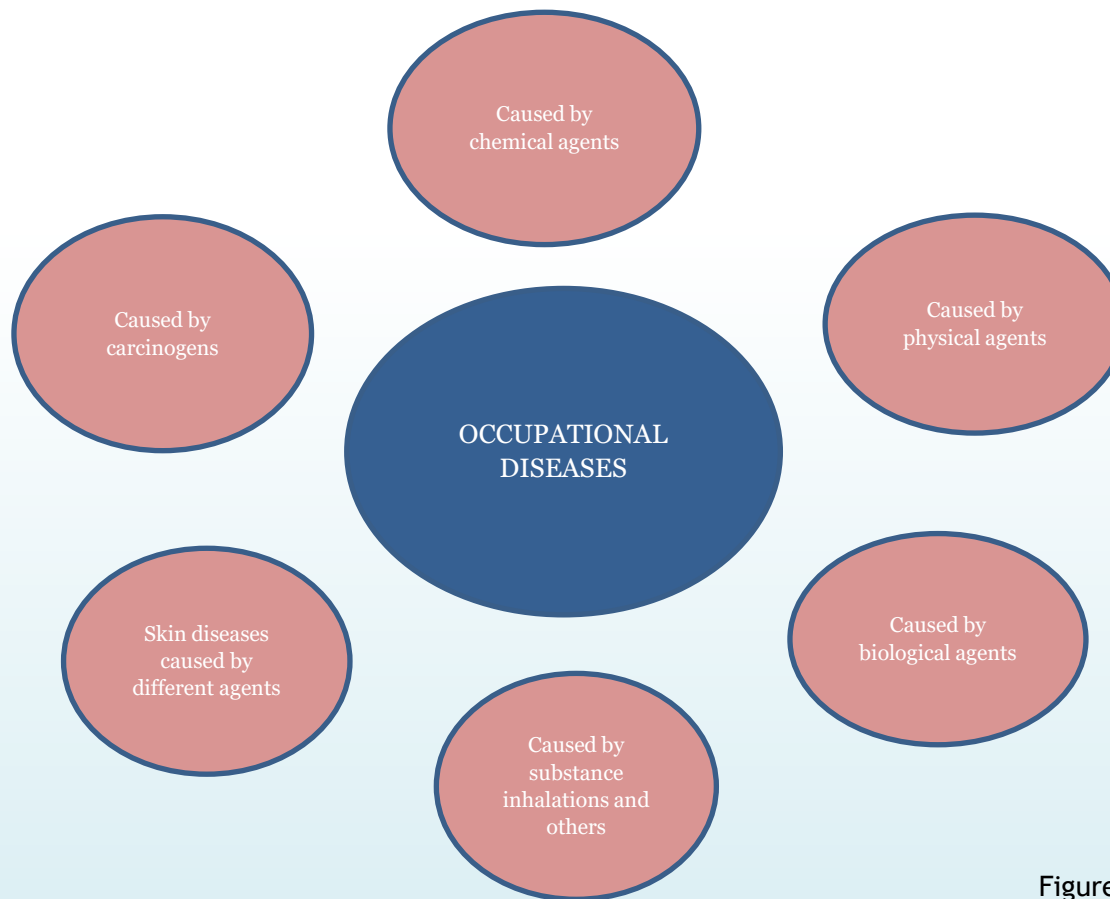 Caused by
chemical agents
Caused by
carcinogens
Caused by
physical agents
OCCUPATIONAL
DISEASES
Skin diseases
caused by
different agents
Caused by
biological agents
Caused by
substance
inhalations and
others
Figure